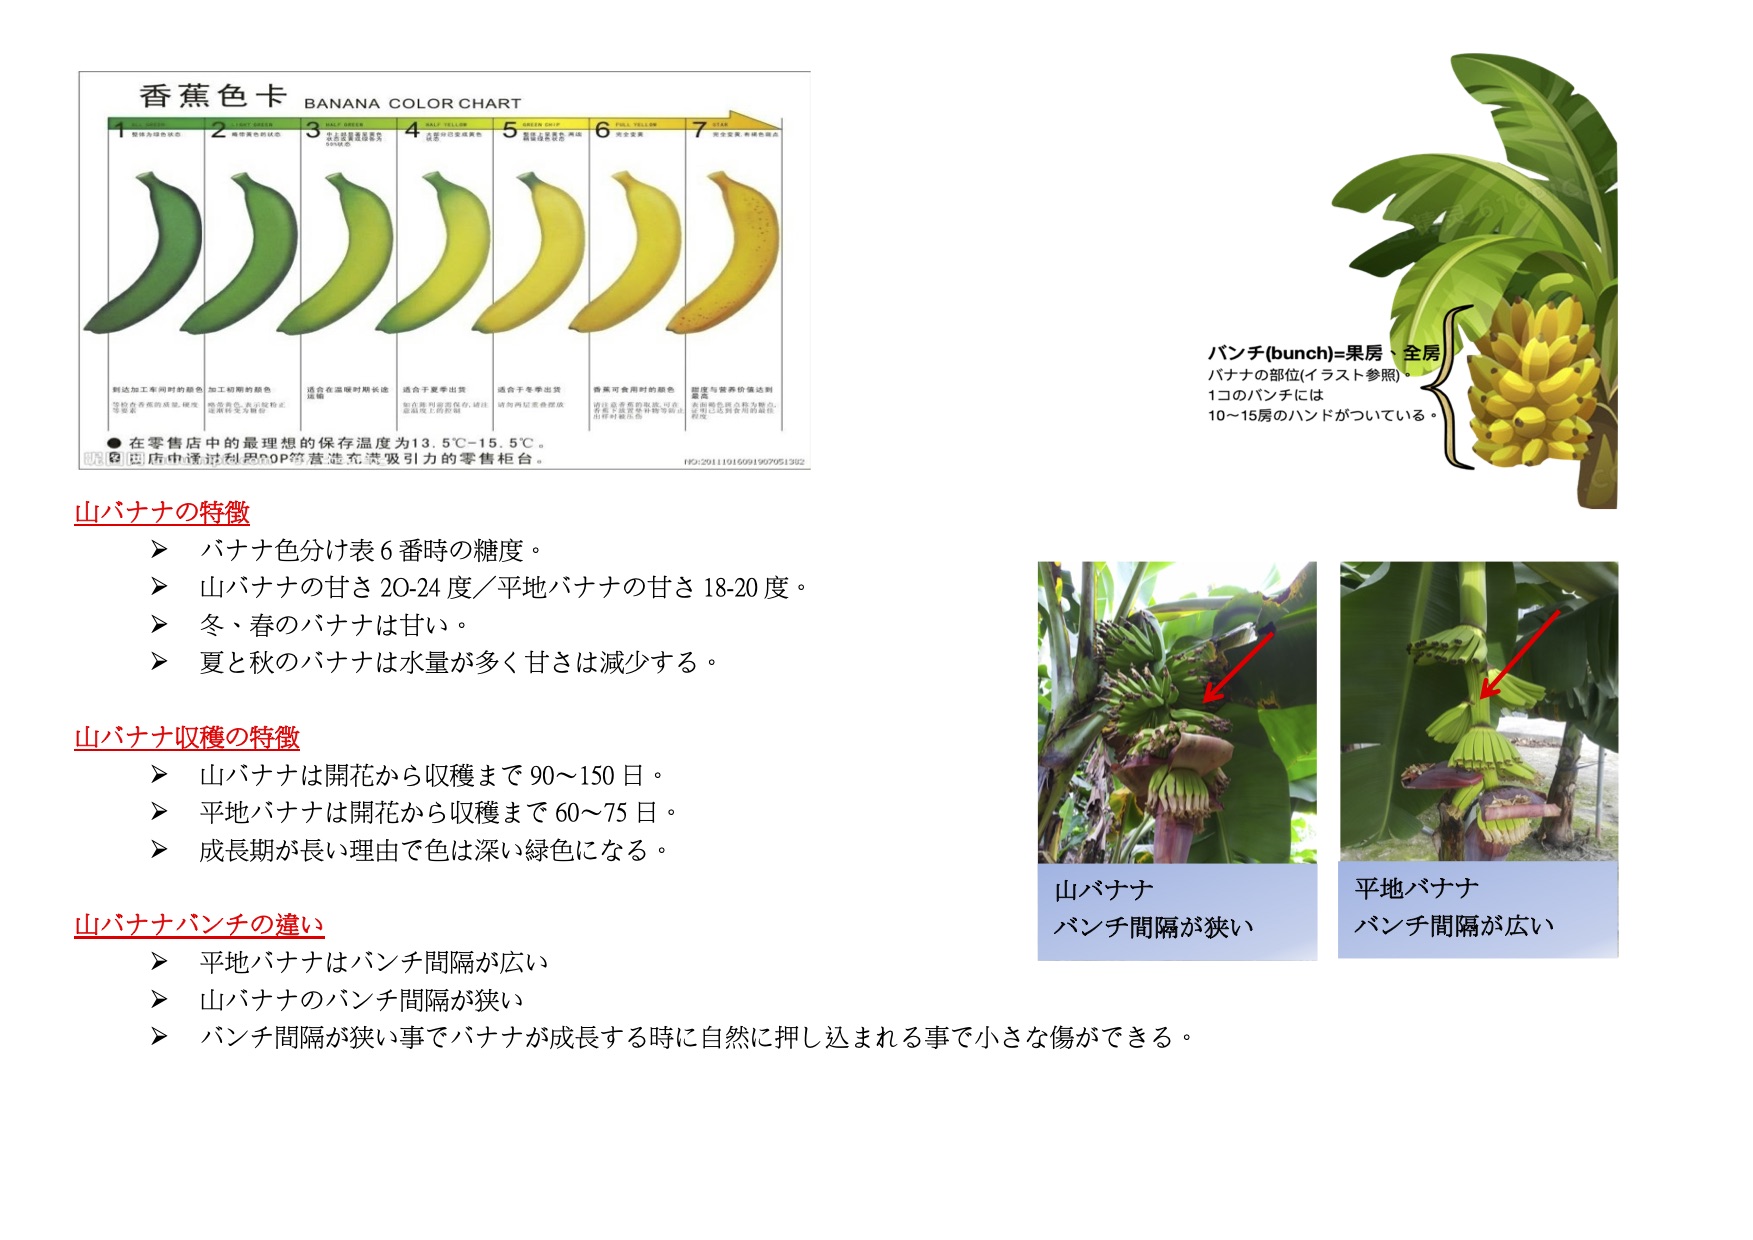 香蕉色卡 BANANA COLOR CHART
1 ALL GREEN 整体为绿色状态
2 LIGHT GREEN 略带黄色的状态
3 HALF GREEN
4 HALF YELLOW 大部分已变成黄色状态
5 GREEN CHIP
6 FULL YELLOW 完全变黄
7 STAR 完全变黄,有褐色斑点
到达加工车间时的颜色
加工初期的颜色
适合在温暖时期长途运输
适合于夏季出货
适合于冬季出货
香蕉可食用时的颜色
甜度与营养价值达到最高
● 在零售店中的最理想的保存温度为13.5℃-15.5℃。
店中通过利用POP等营造充满吸引力的零售柜台。
NO:20111016091907051302
バンチ(bunch)=果房、全房
バナナの部位(イラスト参照)。
1コのバンチには
10～15房のハンドがついている。
山バナナの特徴
➢ バナナ色分け表6番時の糖度。
➢ 山バナナの甘さ 2O-24 度／平地バナナの甘さ 18-20 度。
➢ 冬、春のバナナは甘い。
➢ 夏と秋のバナナは水量が多く甘さは減少する。
山バナナ収穫の特徴
➢ 山バナナは開花から収穫まで 90～150 日。
➢ 平地バナナは開花から収穫まで 60～75 日。
➢ 成長期が長い理由で色は深い緑色になる。
山バナナ
バンチ間隔が狭い
平地バナナ
バンチ間隔が広い
山バナナバンチの違い
➢ 平地バナナはバンチ間隔が広い
➢ 山バナナのバンチ間隔が狭い
➢ バンチ間隔が狭い事でバナナが成長する時に自然に押し込まれる事で小さな傷ができる。